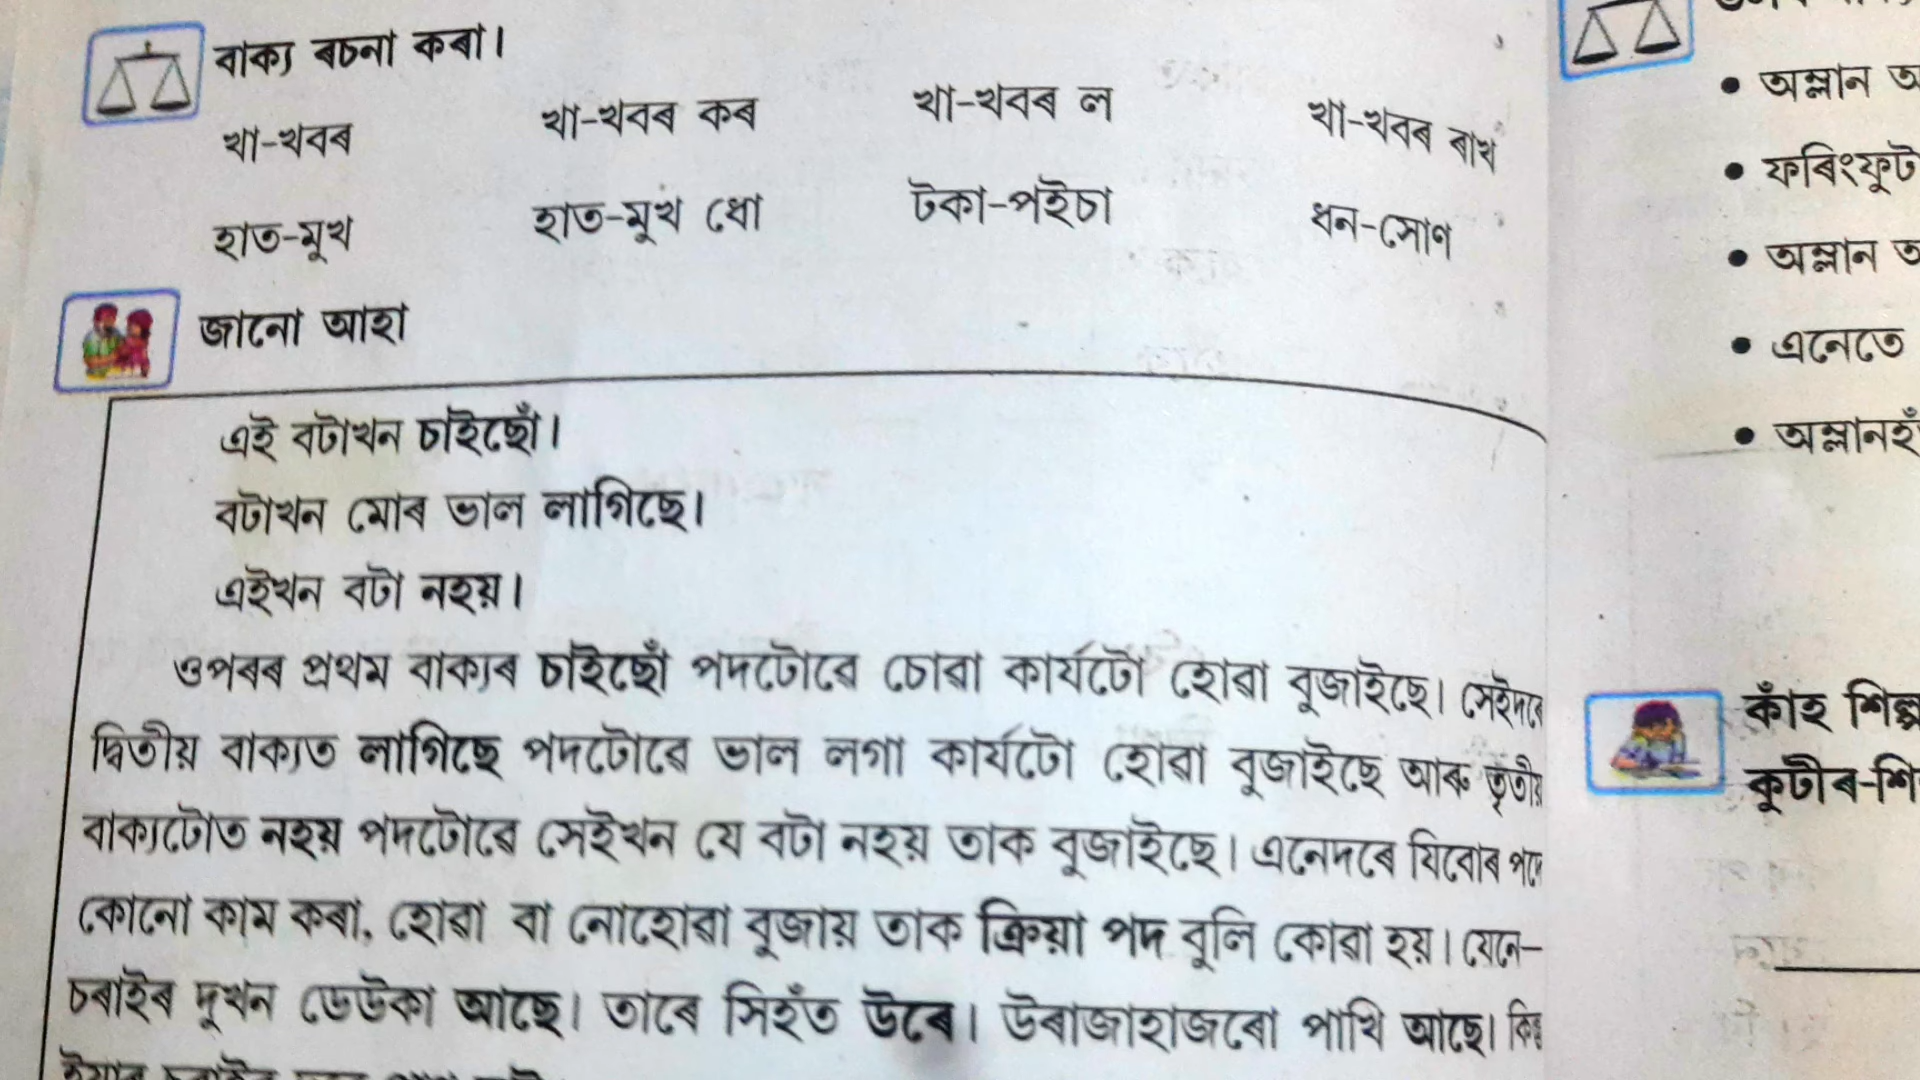 বাক্য ৰচনা কৰা।
খা-খবৰ খা-খবৰ কৰ খা-খবৰ ল খা-খবৰ ৰাখ
হাত-মুখ হাত-মুখ ধো টকা-পইচা ধন-সোণ
জানো আহা
এই বটাখন চাইছোঁ।
বটাখন মোৰ ভাল লাগিছে।
এইখন বটা নহয়।
ওপৰৰ প্ৰথম বাক্যৰ চাইছোঁ পদটোৱে চোৱা কাৰ্যটো হোৱা বুজাইছে। সেইদৰে
দ্বিতীয় বাক্যত লাগিছে পদটোৱে ভাল লগা কাৰ্যটো হোৱা বুজাইছে আৰু তৃতীয়
বাক্যটোত নহয় পদটোৱে সেইখন যে বটা নহয় তাক বুজাইছে। এনেদৰে যিবোৰ পদে
কোনো কাম কৰা, হোৱা বা নোহোৱা বুজায় তাক ক্ৰিয়া পদ বুলি কোৱা হয়। যেনে–
চৰাইৰ দুখন ডেউকা আছে। তাৰে সিহঁত উৰে। উৰাজাহাজৰো পাখি আছে। কিন্তু
অম্লান
ফৰিংফুট
অম্লান
এনেতে
অম্লানহঁ
কাঁহ শিল্প
কুটীৰ-শি